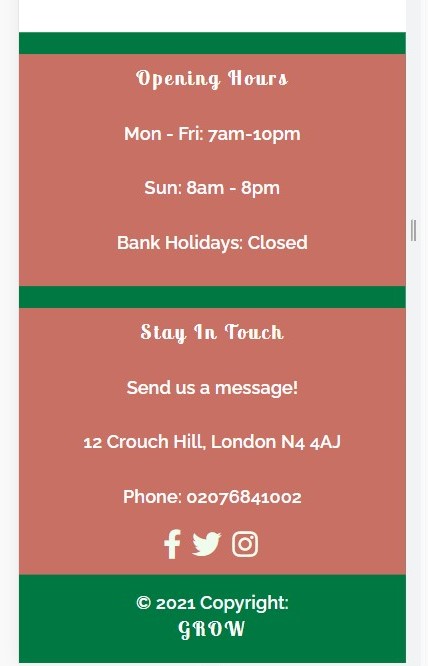 Opening Hours
Mon - Fri: 7am-10pm
Sun: 8am - 8pm
Bank Holidays: Closed
Stay In Touch
Send us a message!
12 Crouch Hill, London N4 4AJ
Phone: 02076841002
© 2021 Copyright:
GROW